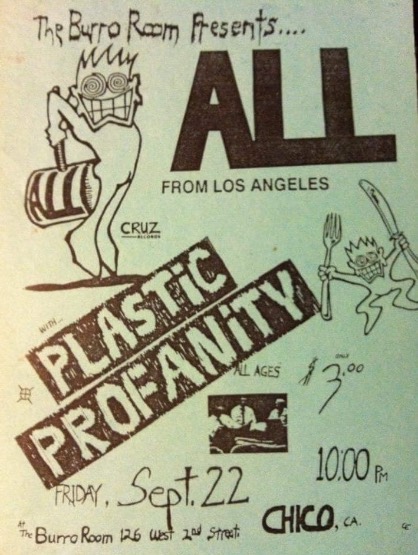 The Burro Room Presents....
ALL
FROM LOS ANGELES
ALL
CRUZ
RECORDS
WITH...
PLASTiC
PROFANiTY
ALL AGES
ONLY
$3.00
10:00 PM
FRIDAY, Sept. 22
At The Burro Room 126 West 2nd Street.
CHICO, CA.